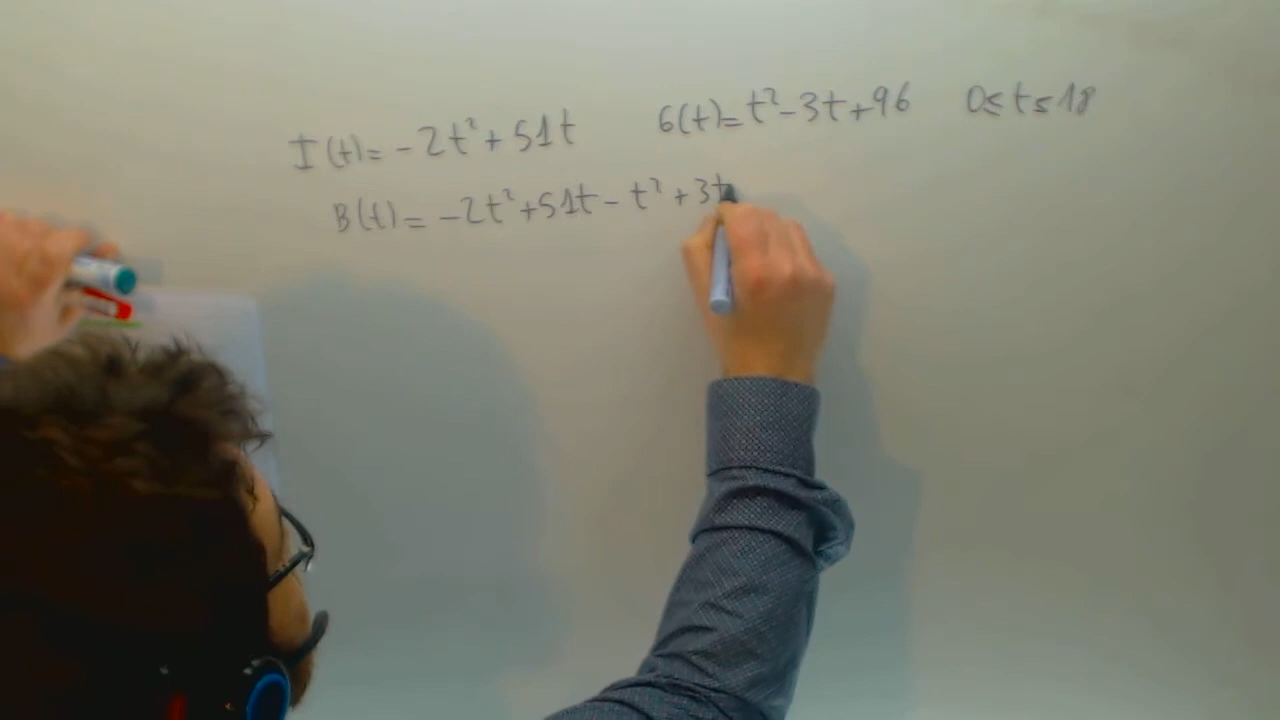 I(t)= -2t²+51t G(t)= t²-3t+96 0≤t≤18
B(t)= -2t²+51t-t²+3t